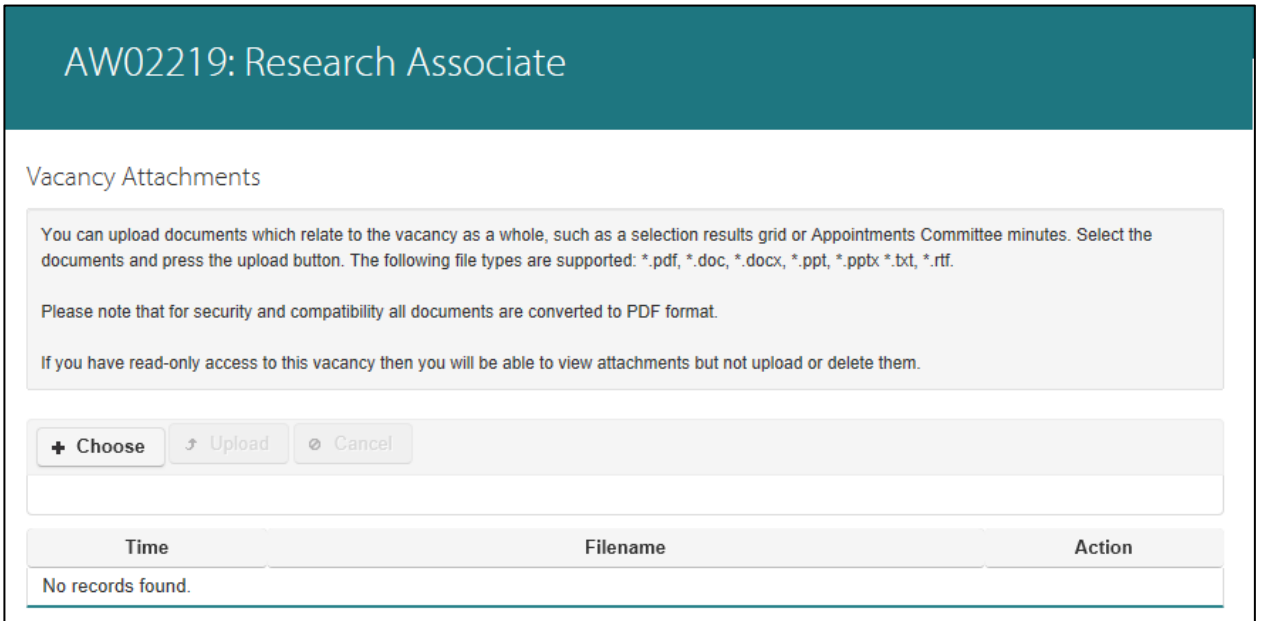 AW02219: Research Associate
Vacancy Attachments
You can upload documents which relate to the vacancy as a whole, such as a selection results grid or Appointments Committee minutes. Select the
documents and press the upload button. The following file types are supported: *.pdf, *.doc, *.docx, *.ppt, *.pptx *.txt, *.rtf.
Please note that for security and compatibility all documents are converted to PDF format.
If you have read-only access to this vacancy then you will be able to view attachments but not upload or delete them.
Choose Upload Cancel
Time Filename Action
No records found.